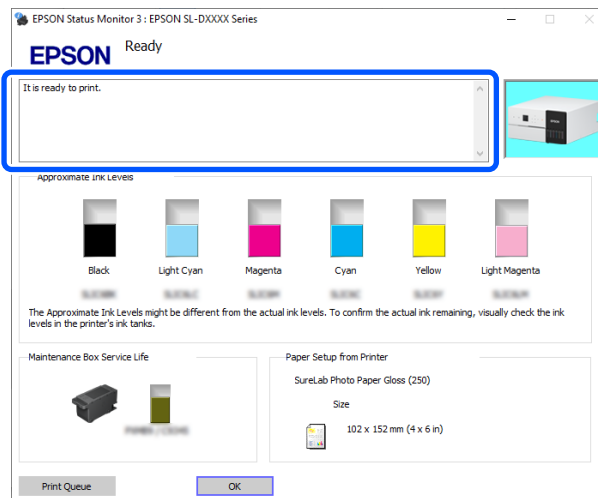 EPSON Status Monitor 3 : EPSON SL-DXXXX Series
EPSON
Ready
It is ready to print.
EPSON
Approximate Ink Levels
Black
Light Cyan
Magenta
Cyan
Yellow
Light Magenta
The Approximate Ink Levels might be different from the actual ink levels. To confirm the actual ink remaining, visually check the ink
levels in the printer's ink tanks.
Maintenance Box Service Life
Paper Setup from Printer
SureLab Photo Paper Gloss (250)
Size
102 x 152 mm (4 x 6 in)
Print Queue
OK